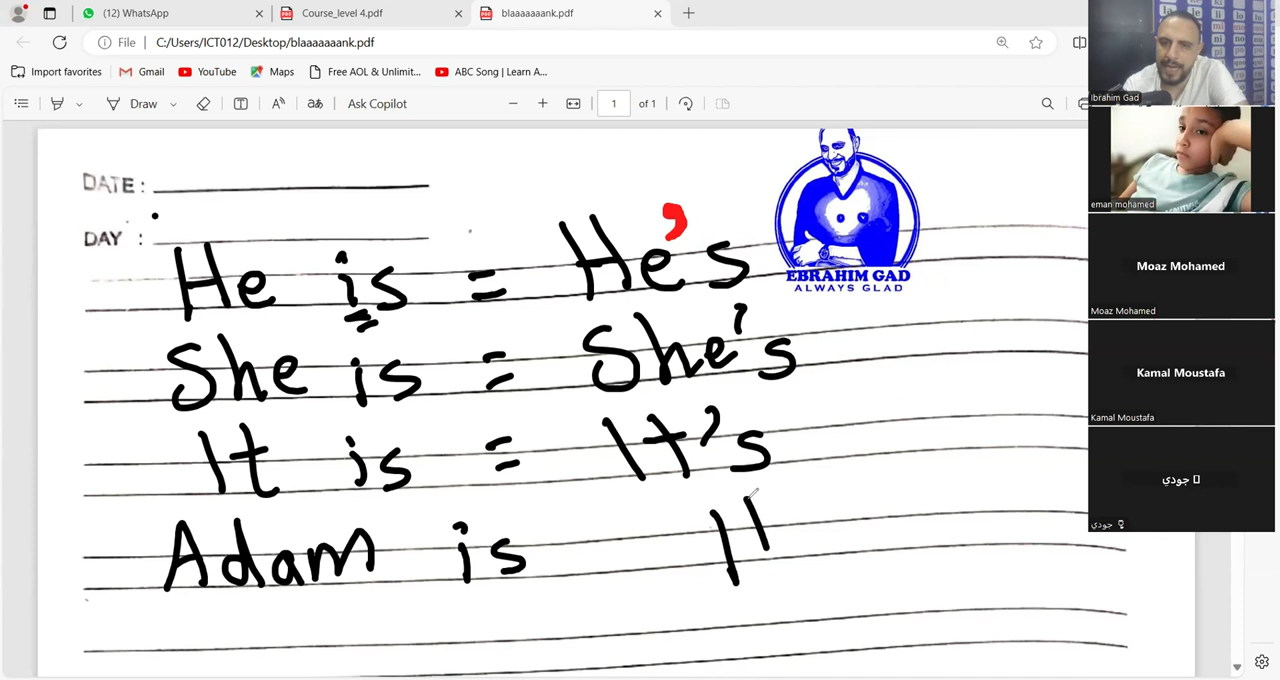 (12) WhatsApp
Course_level 4.pdf
blaaaaaaank.pdf
File C:/Users/ICT012/Desktop/blaaaaaaank.pdf
Import favorites Gmail YouTube Maps Free AOL & Unlimit... ABC Song | Learn A...
Draw Ask Copilot 1 of 1
DATE :
DAY :
EBRAHIM GAD
ALWAYS GLAD
He is = He's
She is = She's
It is = It's
Adam is
Ibrahim Gad
eman mohamed
Moaz Mohamed
Moaz Mohamed
Kamal Moustafa
Kamal Moustafa
جودي
جودي